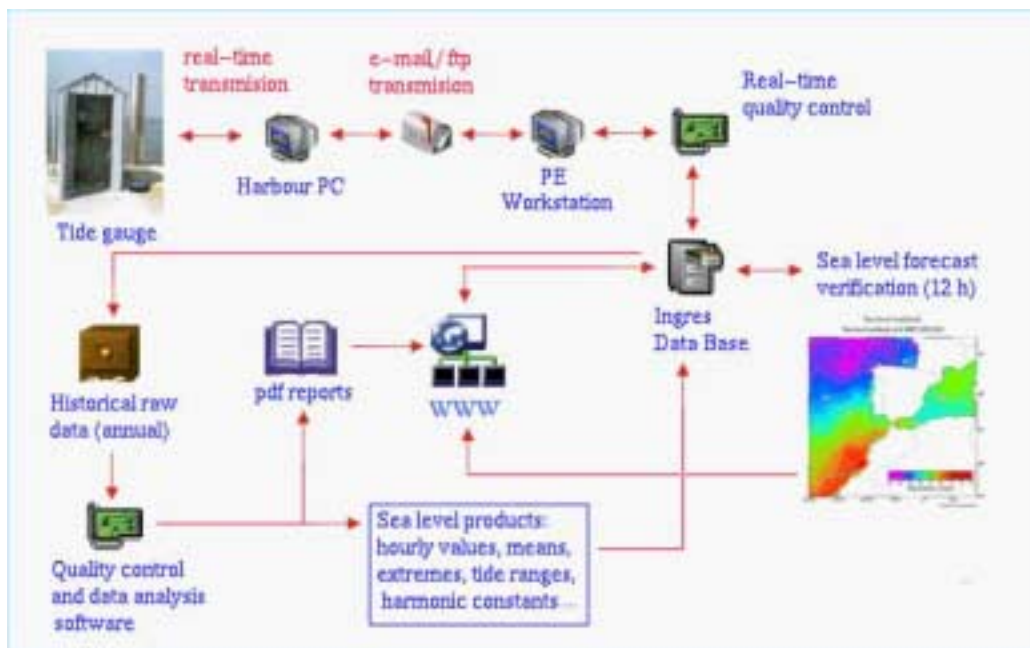 real-time
transmision
e-mail/ftp
transmision
Real-time
quality control
Harbour PC
PE
Workstation
Tide gauge
Sea level forecast
verification (12 h)
Ingres
Data Base
pdf reports
WWW
Historical raw
data (annual)
Sea level products:
hourly values, means,
extremes, tide ranges,
harmonic constants...
Quality control
and data analysis
software